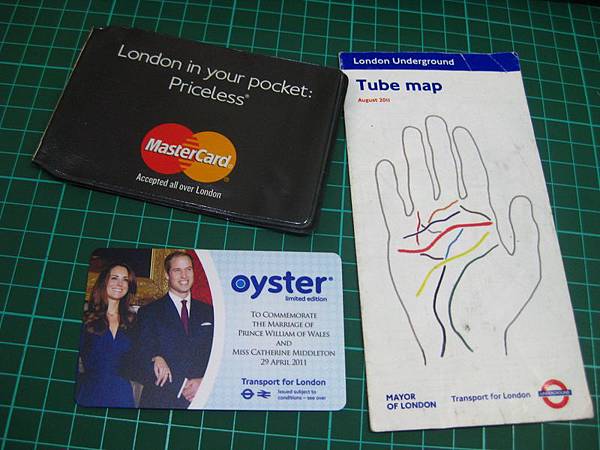 London in your pocket:
Priceless®
MasterCard
Accepted all over London
London Underground
Tube map
August 2011
MAYOR
OF LONDON
Transport for London
UNDERGROUND
oyster®
limited edition
TO COMMEMORATE
THE MARRIAGE OF
PRINCE WILLIAM OF WALES
AND
MISS CATHERINE MIDDLETON
29 APRIL 2011
Transport for London
Issued subject to
conditions – see over